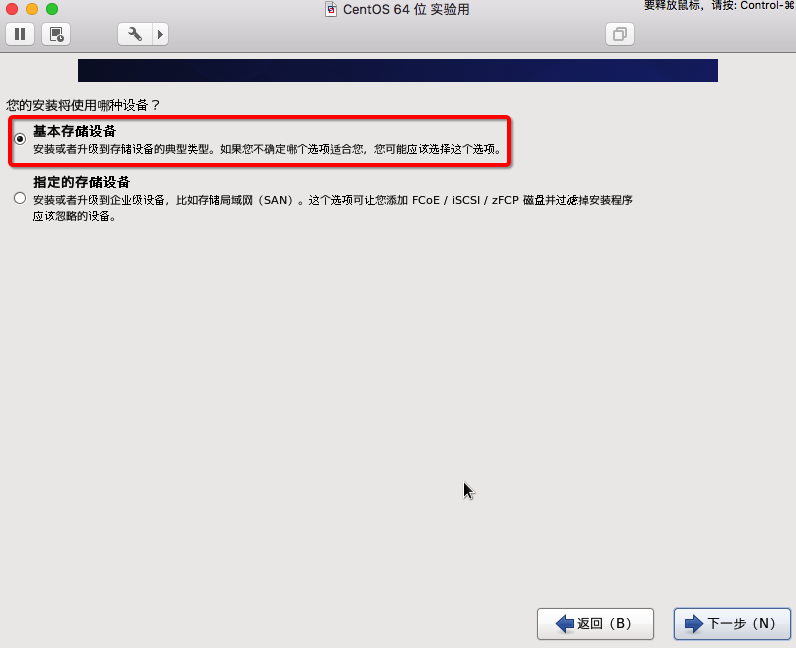 CentOS 64 位 实验用
要释放鼠标，请按: Control-⌘
您的安装将使用哪种设备？
基本存储设备
安装或者升级到存储设备的典型类型。如果您不确定哪个选项适合您，您可能应该选择这个选项。
指定的存储设备
安装或者升级到企业级设备，比如存储局域网（SAN）。这个选项可让您添加 FCoE / iSCSI / zFCP 磁盘并过滤掉安装程序
应该忽略的设备。
返回（B）
下一步（N）